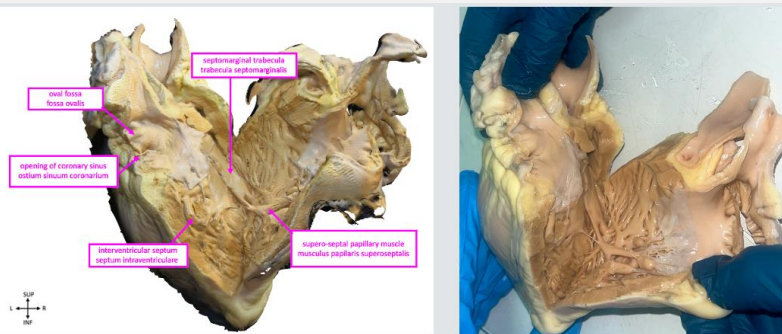 septomarginal trabecula
trabecula septomarginalis
oval fossa
fossa ovalis
opening of coronary sinus
ostium sinuum coronarium
interventricular septum
septum intraventriculare
supero-septal papillary muscle
musculus papilaris superoseptalis
SUP
L
R
INF